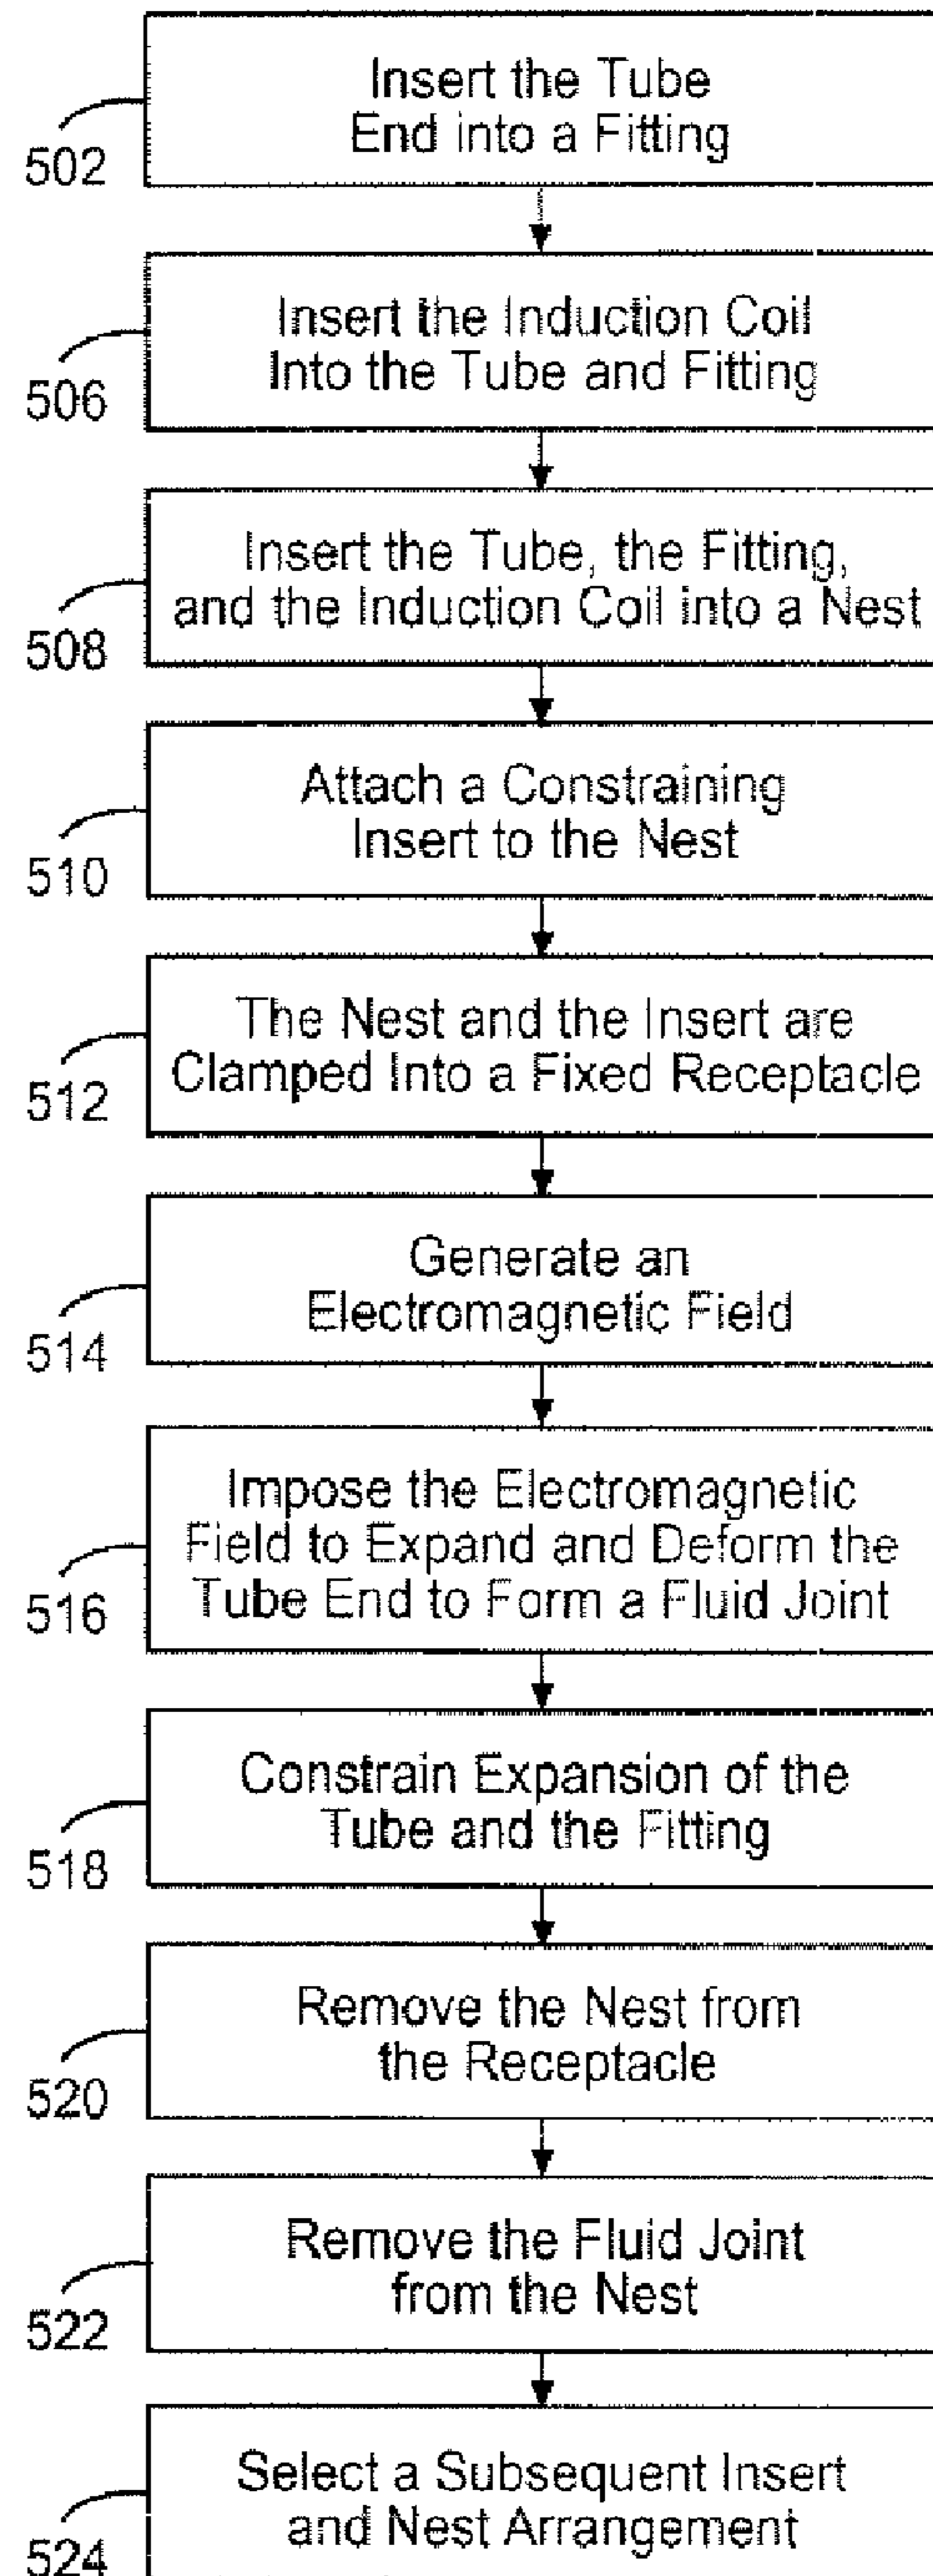 Insert the Tube
End into a Fitting
502
Insert the Induction Coil
Into the Tube and Fitting
506
Insert the Tube, the Fitting,
and the Induction Coil into a Nest
508
Attach a Constraining
Insert to the Nest
510
The Nest and the Insert are
Clamped Into a Fixed Receptacle
512
Generate an
Electromagnetic Field
514
Impose the Electromagnetic
Field to Expand and Deform the
Tube End to Form a Fluid Joint
516
Constrain Expansion of the
Tube and the Fitting
518
Remove the Nest from
the Receptacle
520
Remove the Fluid Joint
from the Nest
522
Select a Subsequent Insert
and Nest Arrangement
524